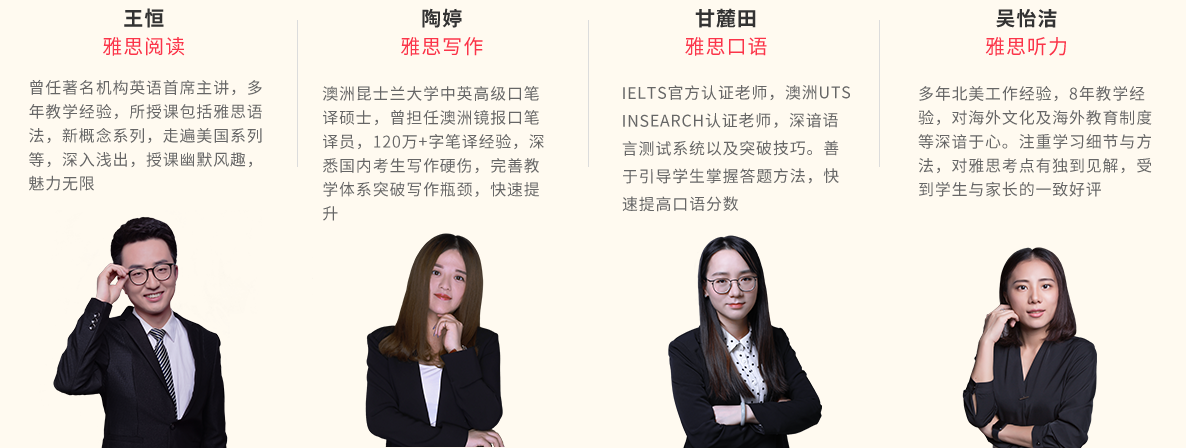 王恒
雅思阅读
曾任著名机构英语首席主讲，多
年教学经验，所授课包括雅思语
法，新概念系列，走遍美国系列
等，深入浅出，授课幽默风趣，
魅力无限
陶婷
雅思写作
澳洲昆士兰大学中英高级口笔
译硕士，曾担任澳洲镜报口笔
译员，120万+字笔译经验，深
悉国内考生写作硬伤，完善教
学体系突破写作瓶颈，快速提
升
甘麓田
雅思口语
IELTS官方认证老师，澳洲UTS
INSEARCH认证老师，深谙语
言测试系统以及突破技巧。善
于引导学生掌握答题方法，快
速提高口语分数
吴怡洁
雅思听力
多年北美工作经验，8年教学经
验，对海外文化及海外教育制度
等深谙于心。注重学习细节与方
法，对雅思考点有独到见解，受
到学生与家长的一致好评